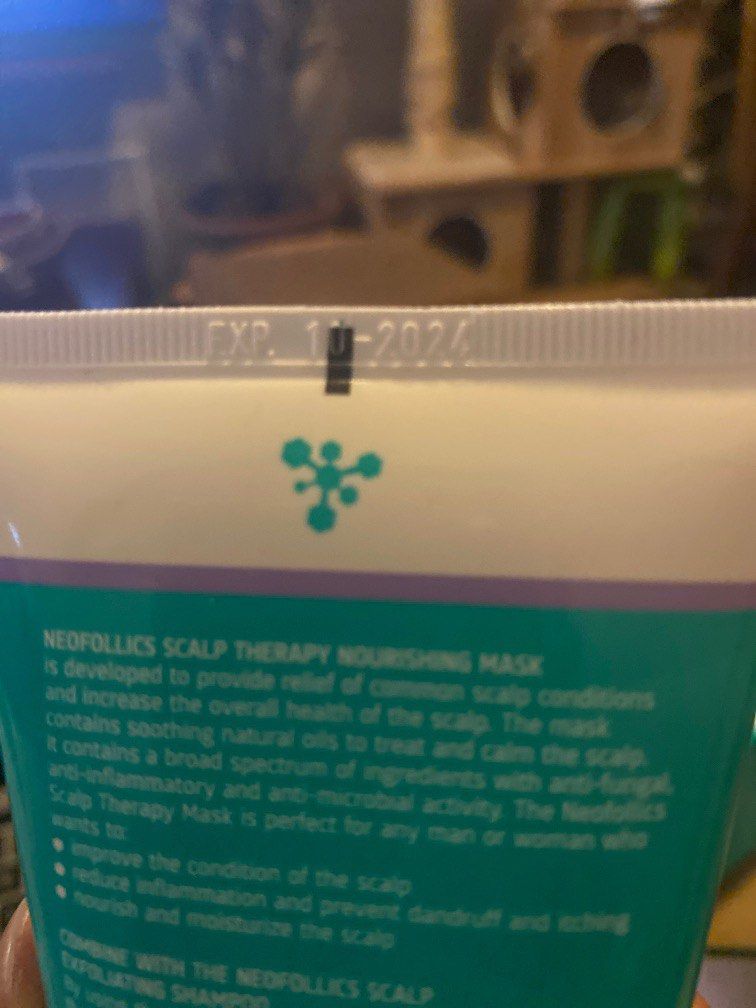 EXP. 10-2024
NEOFOLLICS SCALP THERAPY NOURISHING MASK
is developed to provide relief of common scalp conditions
and increase the overall health of the scalp. The mask
contains soothing natural oils to treat and calm the scalp.
It contains a broad spectrum of ingredients with anti-fungal,
anti-inflammatory and anti-microbial activity. The Neofollics
Scalp Therapy Mask is perfect for any man or woman who
wants to:
• improve the condition of the scalp
• reduce inflammation and prevent dandruff and itching
• nourish and moisturize the scalp
COMBINE WITH THE NEOFOLLICS SCALP
EXFOLIATING SHAMPOO